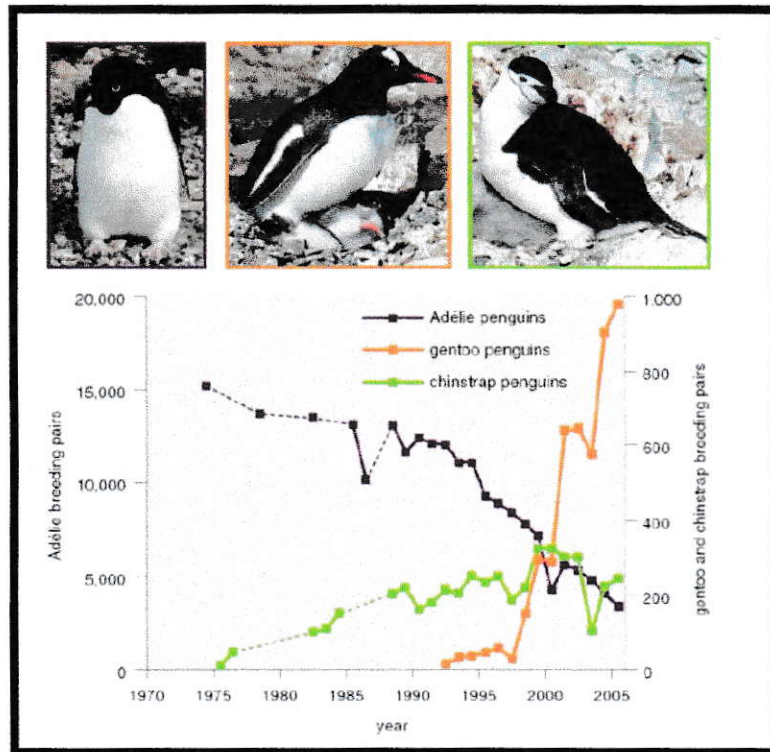 20,000
15,000
10,000
5,000
0
Adélie breeding pairs
Adélie penguins
gentoo penguins
chinstrap penguins
1,000
800
600
400
200
0
gentoo and chinstrap breeding pairs
1970 1975 1980 1985 1990 1995 2000 2005
year